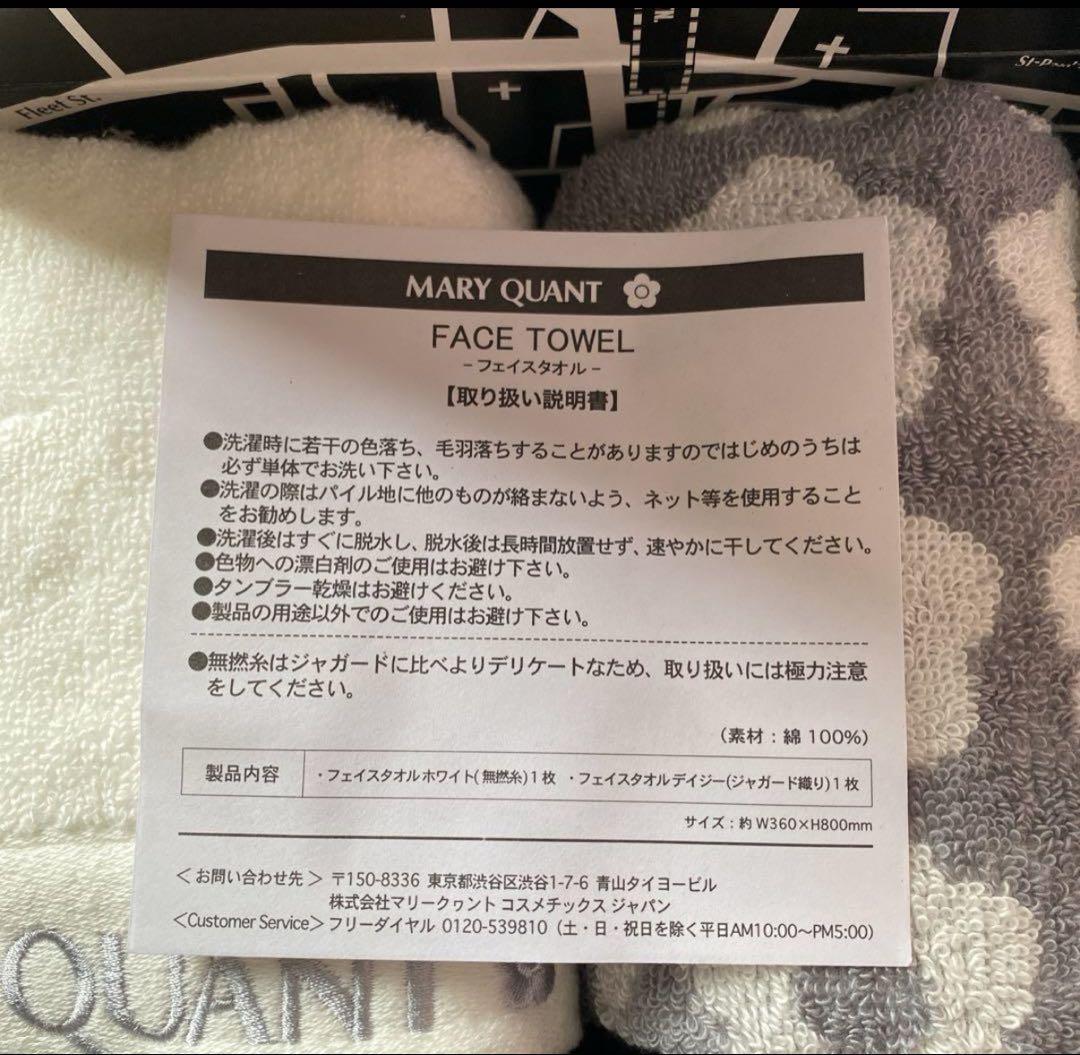 Fleet St.
MARY QUANT
FACE TOWEL
−フェイスタオル−
【取り扱い説明書】
●洗濯時に若干の色落ち、毛羽落ちすることがありますのではじめのうちは
必ず単体でお洗い下さい。
●洗濯の際はパイル地に他のものが絡まないよう、ネット等を使用すること
をお勧めします。
●洗濯後はすぐに脱水し、脱水後は長時間放置せず、速やかに干してください。
●色物への漂白剤のご使用はお避け下さい。
●タンブラー乾燥はお避けください。
●製品の用途以外でのご使用はお避け下さい。
●無撚糸はジャガードに比べよりデリケートなため、取り扱いには極力注意
をしてください。
（素材：綿 100%）
製品内容 ・フェイスタオル ホワイト( 無撚糸) 1 枚 ・フェイスタオル デイジー(ジャガード織り) 1 枚
サイズ：約 W360×H800mm
＜お問い合わせ先＞ 〒150-8336 東京都渋谷区渋谷1-7-6 青山タイヨービル
株式会社マリークヮント コスメチックス ジャパン
＜Customer Service＞ フリーダイヤル 0120-539810（土・日・祝日を除く平日AM10:00〜PM5:00）
QUANT